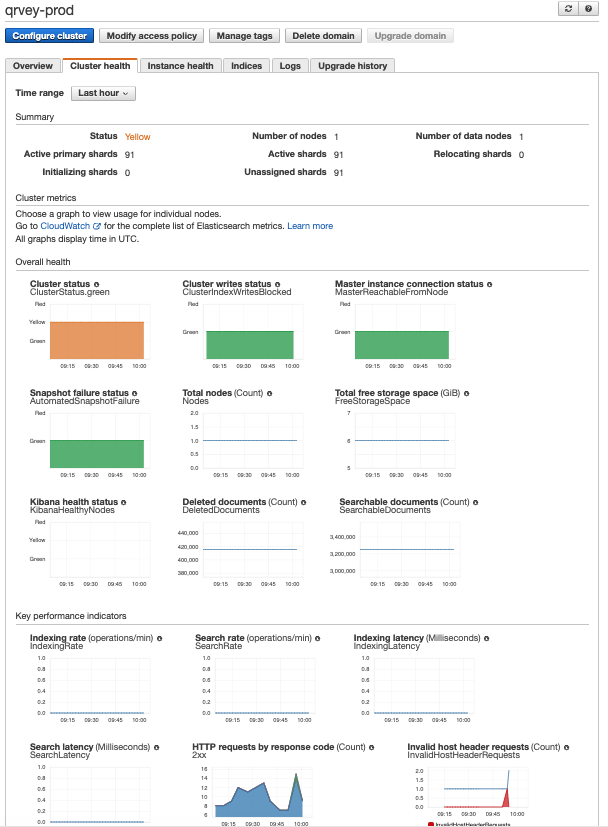 qrvey-prod
Configure cluster Modify access policy Manage tags Delete domain Upgrade domain
Overview Cluster health Instance health Indices Logs Upgrade history
Time range Last hour
Summary
Status Yellow Number of nodes 1 Number of data nodes 1
Active primary shards 91 Active shards 91 Relocating shards 0
Initializing shards 0 Unassigned shards 91
Cluster metrics
Choose a graph to view usage for individual nodes.
Go to CloudWatch for the complete list of Elasticsearch metrics. Learn more
All graphs display time in UTC.
Overall health
Cluster status Cluster writes status Master instance connection status
ClusterStatus.green ClusterIndexWritesBlocked MasterReachableFromNode
Red Red Red
Yellow Green Green
Green
09:15 09:30 09:45 10:00 09:15 09:30 09:45 10:00 09:15 09:30 09:45 10:00
Snapshot failure status Total nodes (Count) Total free storage space (GiB)
AutomatedSnapshotFailure Nodes FreeStorageSpace
Red 2.0 7
1.5
Green 1.0 6
0.5
0.0 5
09:15 09:30 09:45 10:00 09:15 09:30 09:45 10:00 09:15 09:30 09:45 10:00
Kibana health status Deleted documents (Count) Searchable documents (Count)
KibanaHealthyNodes DeletedDocuments SearchableDocuments
Red
440,000 3,400,000
Yellow 420,000
3,200,000
Green 400,000
380,000 3,000,000
09:15 09:30 09:45 10:00 09:15 09:30 09:45 10:00 09:15 09:30 09:45 10:00
Key performance indicators
Indexing rate (operations/min) Search rate (operations/min) Indexing latency (Milliseconds)
IndexingRate SearchRate IndexingLatency
1.0 1.0 1.0
0.8 0.8 0.8
0.6 0.6 0.6
0.4 0.4 0.4
0.2 0.2 0.2
0.0 0.0 0.0
09:15 09:30 09:45 10:00 09:15 09:30 09:45 10:00 09:15 09:30 09:45 10:00
Search latency (Milliseconds) HTTP requests by response code (Count) Invalid host header requests (Count)
SearchLatency 2xx InvalidHostHeaderRequests
1.0 16 2.0
0.8 14 1.5
0.6 12 1.0
0.4 10 0.5
0.2 8 0.0
0.0 6
09:15 09:30 09:45 10:00 09:15 09:30 09:45 10:00
InvalidHostHeaderRequests